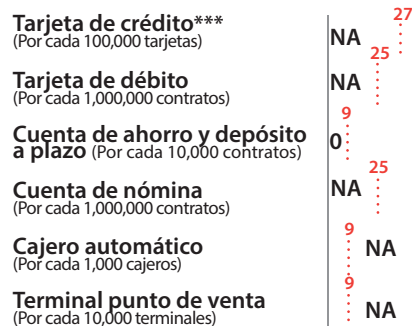 Tarjeta de crédito***
(Por cada 100,000 tarjetas)
NA
27
Tarjeta de débito
(Por cada 1,000,000 contratos)
NA
25
Cuenta de ahorro y depósito
a plazo (Por cada 10,000 contratos)
0
9
Cuenta de nómina
(Por cada 1,000,000 contratos)
NA
25
Cajero automático
(Por cada 1,000 cajeros)
9
NA
Terminal punto de venta
(Por cada 10,000 terminales)
9
NA